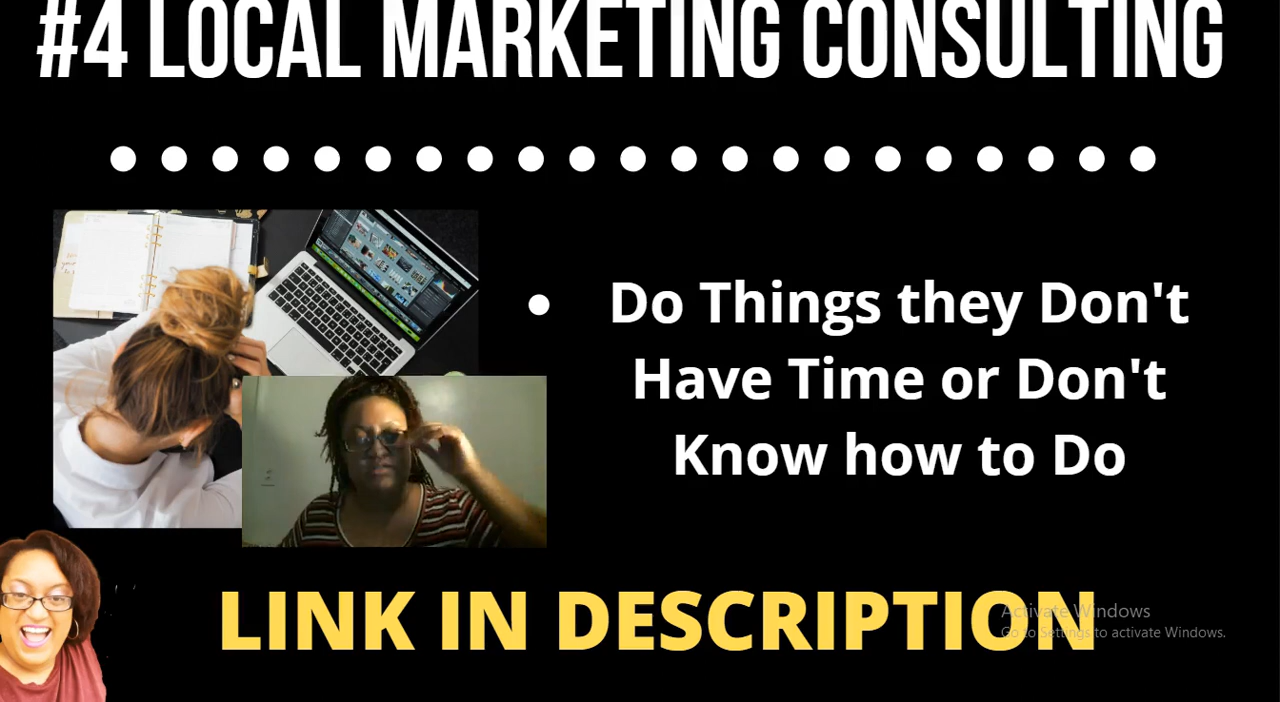 #4 LOCAL MARKETING CONSULTING
• Do Things they Don't
Have Time or Don't
Know how to Do
LINK IN DESCRIPTION
Activate Windows
Go to Settings to activate Windows.